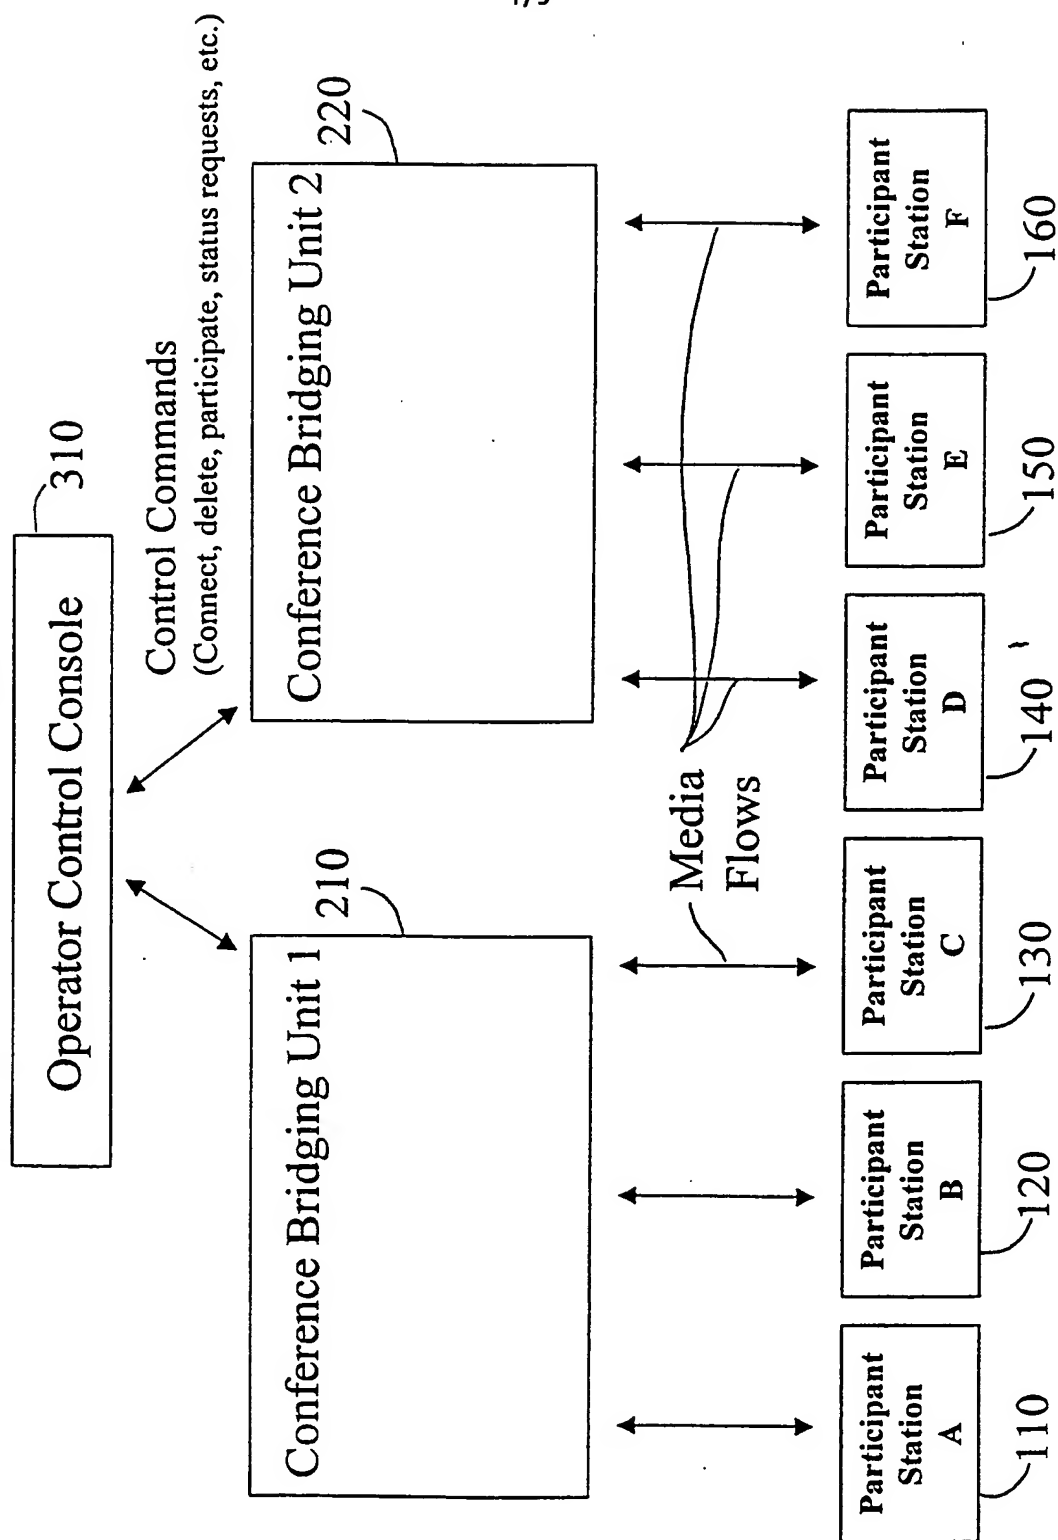 Operator Control Console
310
Control Commands
(Connect, delete, participate, status requests, etc.)
Conference Bridging Unit 1
210
Conference Bridging Unit 2
220
Media
Flows
Participant
Station
A
110
Participant
Station
B
120
Participant
Station
C
130
Participant
Station
D
140
Participant
Station
E
150
Participant
Station
F
160